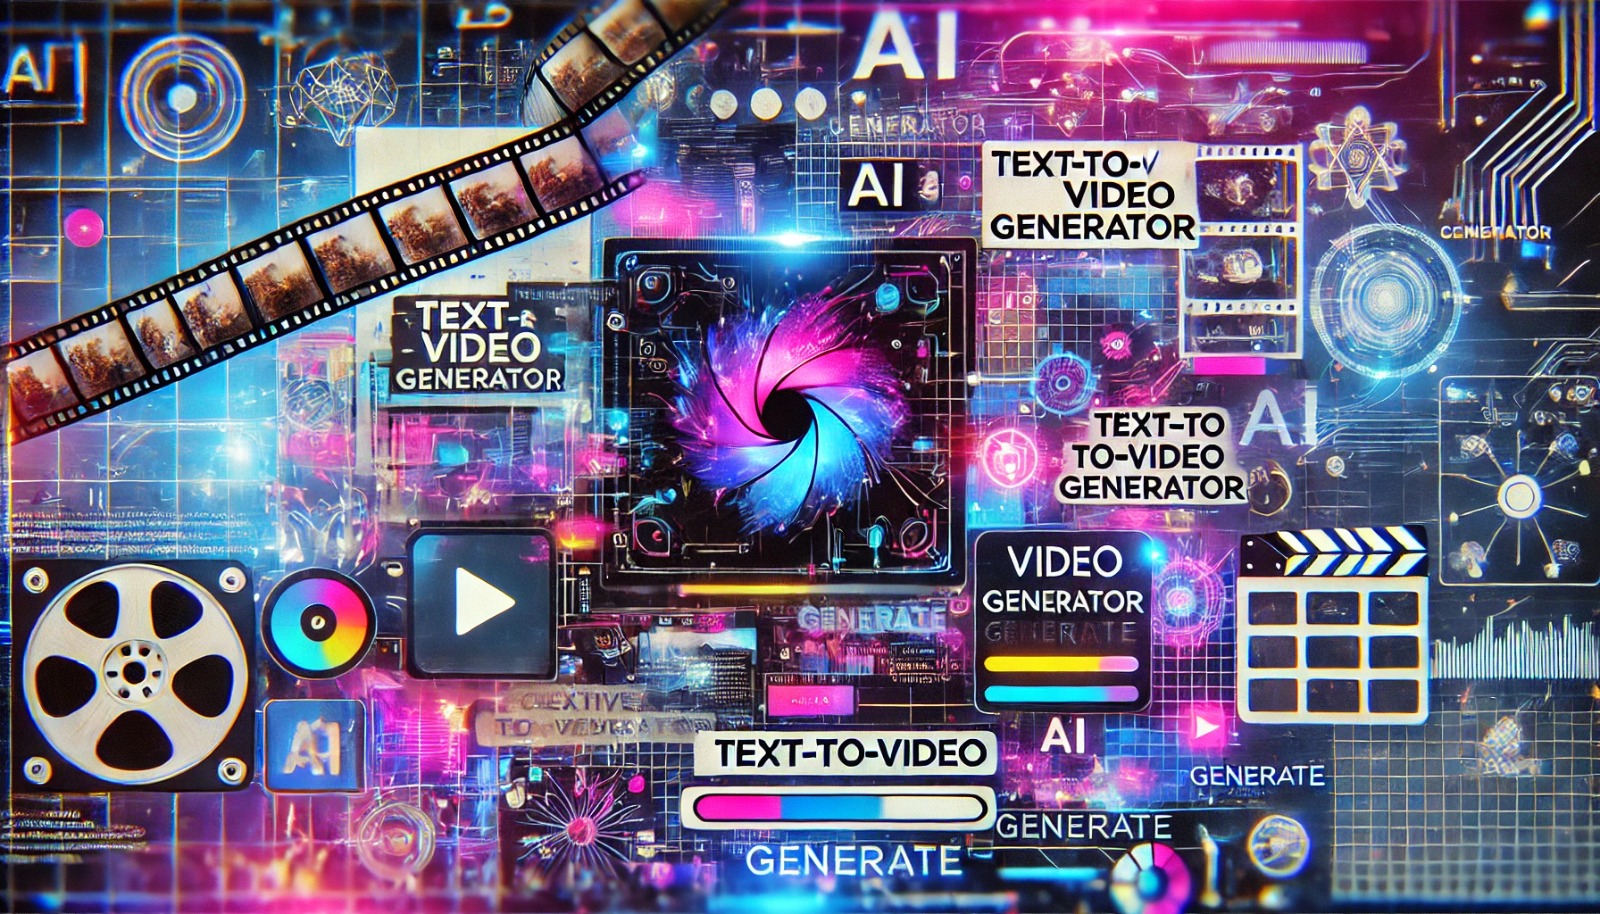 AI
AI
GENERATOR
AI
TEXT-TO-V
VIDEO
GENERATOR
TEXT-
VIDEO
GENERATOR
TEXT-TO
TO-VIDEO
GENERATOR
AI
VIDEO
GENERATOR
GENERATE
GENERATE
AI
AI
TEXT-TO-VIDEO
GENERATE
GENERATE
GENERATE